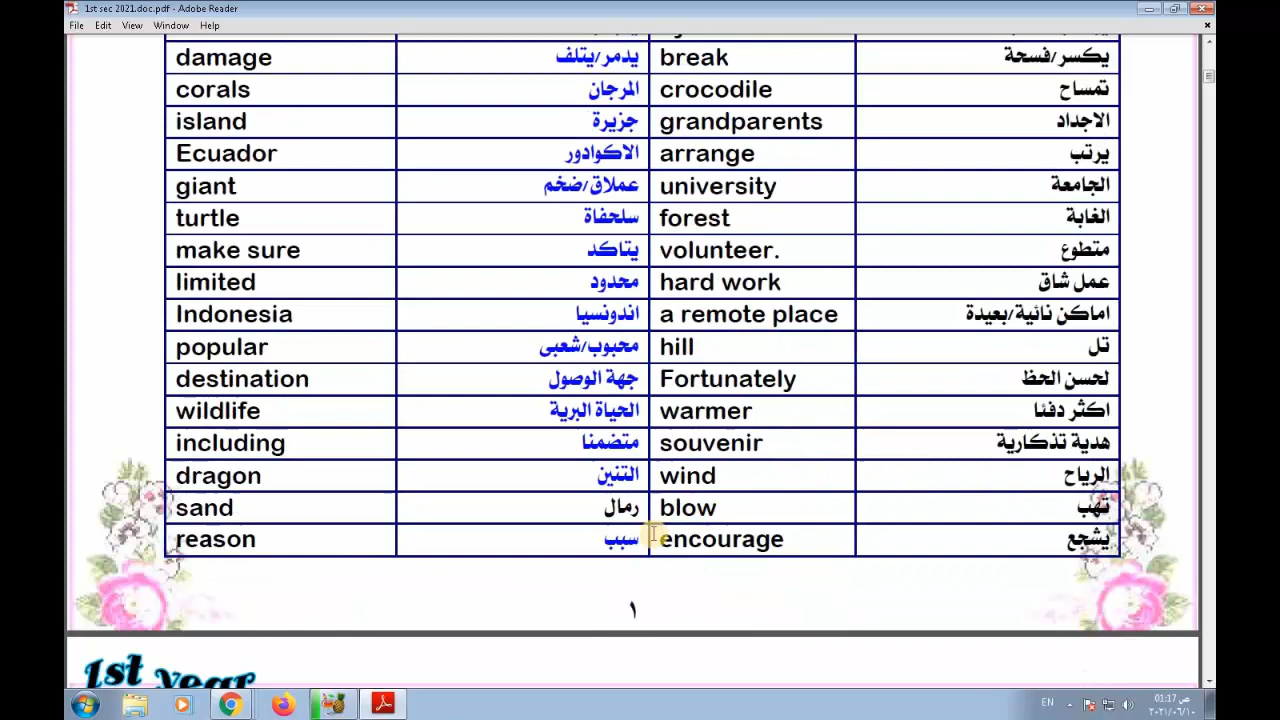 1st sec 2021.doc.pdf - Adobe Reader
File Edit View Window Help
damage يدمر/يتلف break يكسر/فسحة
corals المرجان crocodile تمساح
island جزيرة grandparents الاجداد
Ecuador الاكوادور arrange يرتب
giant عملاق/ضخم university الجامعة
turtle سلحفاة forest الغابة
make sure يتاكد volunteer. متطوع
limited محدود hard work عمل شاق
Indonesia اندونسيا a remote place اماكن نائية/بعيدة
popular محبوب/شعبى hill تل
destination جهة الوصول Fortunately لحسن الحظ
wildlife الحياة البرية warmer اكثر دفئا
including متضمنا souvenir هدية تذكارية
dragon التنين wind الرياح
sand رمال blow تهب
reason سبب encourage يشجع
١
1st year
EN
01:17 ص
٢٠٢١/٠٦/١٠